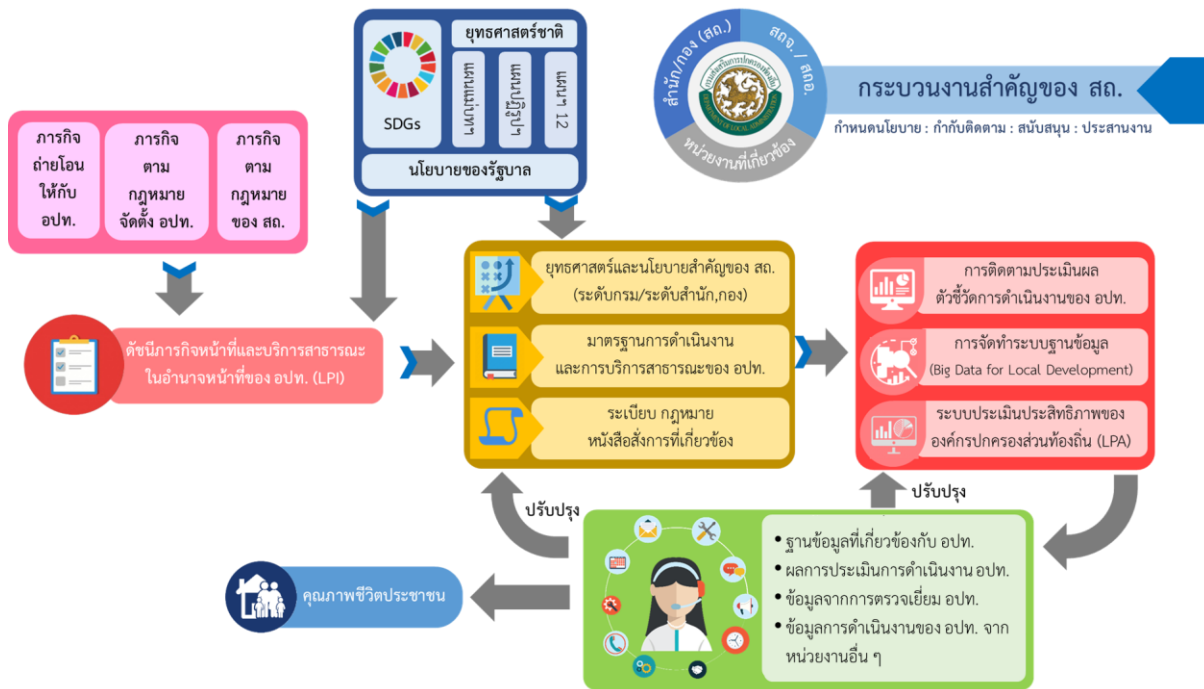 ยุทธศาสตร์ชาติ
SDGs
แผนแม่บทฯ
แผนปฏิรูปฯ
แผนฯ 12
นโยบายของรัฐบาล
สำนัก/กอง (สถ.)
สถจ. / สถอ.
หน่วยงานที่เกี่ยวข้อง
กรมส่งเสริมการปกครองท้องถิ่น
DEPARTMENT OF LOCAL ADMINISTRATION
กระบวนงานสำคัญของ สถ.
กำหนดนโยบาย : กำกับติดตาม : สนับสนุน : ประสานงาน
ภารกิจ
ถ่ายโอน
ให้กับ
อปท.
ภารกิจ
ตาม
กฎหมาย
จัดตั้ง อปท.
ภารกิจ
ตาม
กฎหมาย
ของ สถ.
ดัชนีภารกิจหน้าที่และบริการสาธารณะ
ในอำนาจหน้าที่ของ อปท. (LPI)
ยุทธศาสตร์และนโยบายสำคัญของ สถ.
(ระดับกรม/ระดับสำนัก,กอง)
มาตรฐานการดำเนินงาน
และการบริการสาธารณะของ อปท.
ระเบียบ กฎหมาย
หนังสือสั่งการที่เกี่ยวข้อง
การติดตามประเมินผล
ตัวชี้วัดการดำเนินงานของ อปท.
การจัดทำระบบฐานข้อมูล
(Big Data for Local Development)
ระบบประเมินประสิทธิภาพของ
องค์กรปกครองส่วนท้องถิ่น (LPA)
ปรับปรุง
ปรับปรุง
• ฐานข้อมูลที่เกี่ยวข้องกับ อปท.
• ผลการประเมินการดำเนินงาน อปท.
• ข้อมูลจากการตรวจเยี่ยม อปท.
• ข้อมูลการดำเนินงานของ อปท. จาก
หน่วยงานอื่น ๆ
คุณภาพชีวิตประชาชน